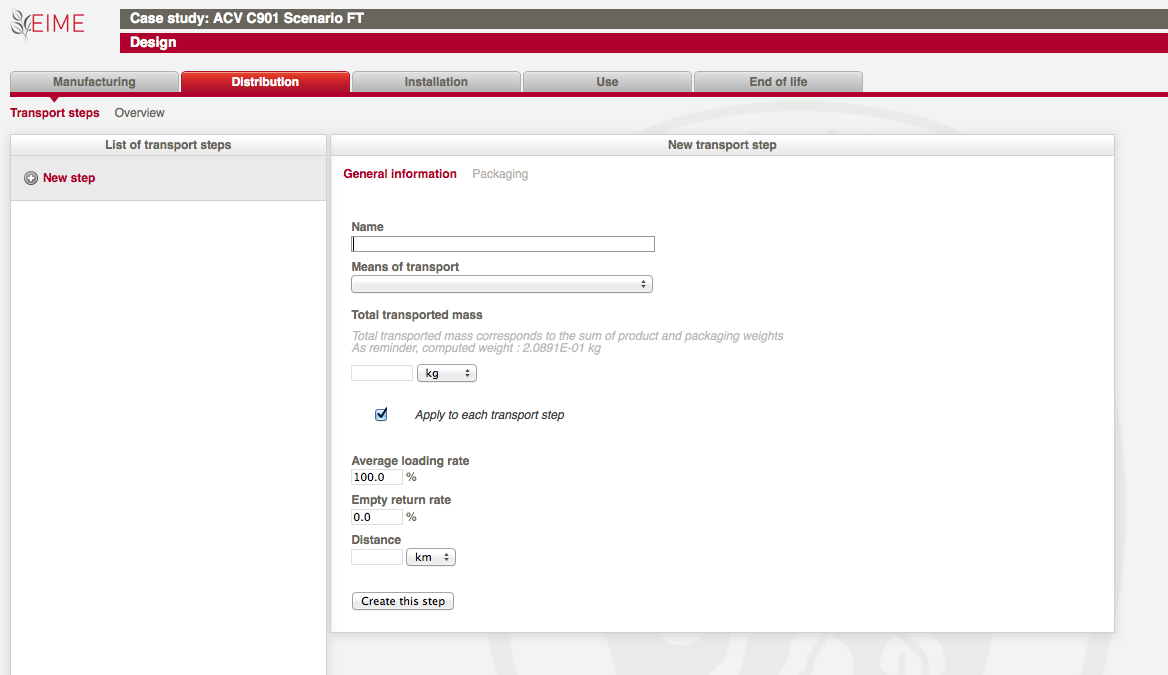 EIME
Case study: ACV C901 Scenario FT
Design
Manufacturing
Distribution
Installation
Use
End of life
Transport steps
Overview
List of transport steps
New step
New transport step
General information
Packaging
Name
Means of transport
Total transported mass
Total transported mass corresponds to the sum of product and packaging weights
As reminder, computed weight : 2.0891E-01 kg
kg
Apply to each transport step
Average loading rate
100.0 %
Empty return rate
0.0 %
Distance
km
Create this step